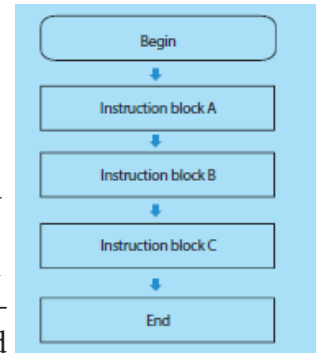 Begin
Instruction block A
Instruction block B
Instruction block C
End